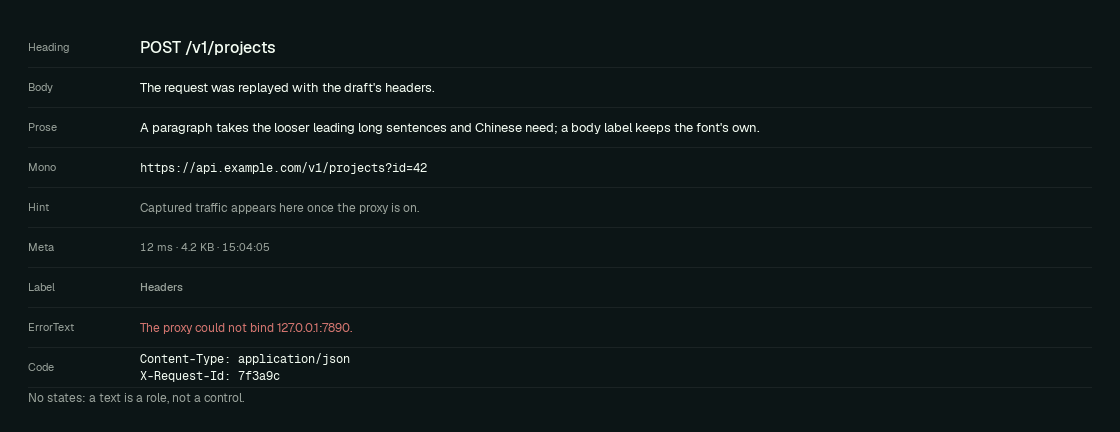 Heading POST /v1/projects
Body The request was replayed with the draft's headers.
Prose A paragraph takes the looser leading long sentences and Chinese need; a body label keeps the font's own.
Mono https://api.example.com/v1/projects?id=42
Hint Captured traffic appears here once the proxy is on.
Meta 12 ms · 4.2 KB · 15:04:05
Label Headers
ErrorText The proxy could not bind 127.0.0.1:7890.
Code Content-Type: application/json
X-Request-Id: 7f3a9c
No states: a text is a role, not a control.